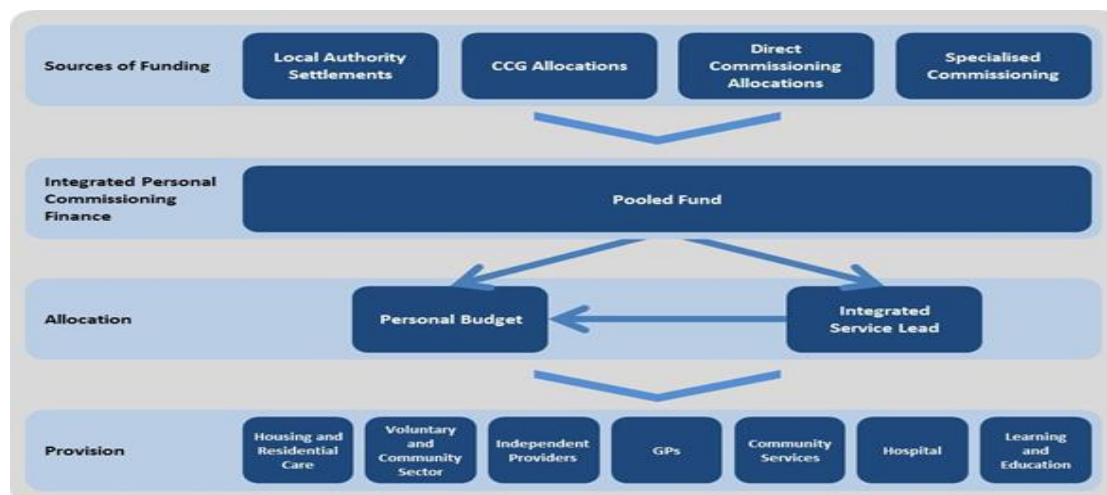 Sources of Funding
Local Authority
Settlements
CCG Allocations
Direct
Commissioning
Allocations
Specialised
Commissioning
Integrated Personal
Commissioning
Finance
Pooled Fund
Allocation
Personal Budget
Integrated
Service Lead
Provision
Housing and
Residential
Care
Voluntary
and
Community
Sector
Independent
Providers
GPs
Community
Services
Hospital
Learning
and
Education